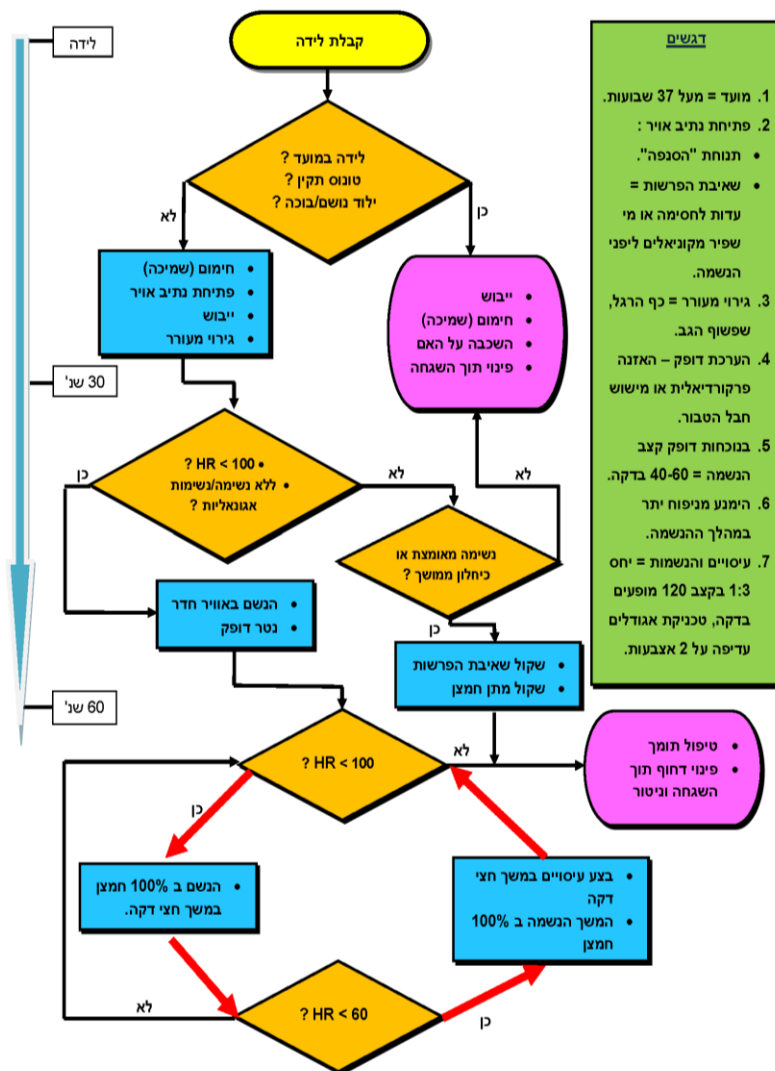 לידה
קבלת לידה
לידה במועד ?
טונוס תקין ?
ילוד נושם/בוכה ?
לא
כן
חימום (שמיכה)
פתיחת נתיב אויר
ייבוש
גירוי מעורר
ייבוש
חימום (שמיכה)
השכבה על האם
פינוי תוך השגחה
30 שנ'
HR < 100 ?
ללא נשימה/נשימות
אגונאליות ?
כן
לא
לא
נשימה מאומצת או
כיחלון ממושך ?
כן
הנשם באוויר חדר
נטר דופק
שקול שאיבת הפרשות
שקול מתן חמצן
60 שנ'
HR < 100 ?
לא
כן
טיפול תומך
פינוי דחוף תוך
השגחה וניטור
הנשם ב 100% חמצן
במשך חצי דקה.
בצע עיסויים במשך חצי
דקה
המשך הנשמה ב 100%
חמצן
HR < 60 ?
לא
כן
דגשים
1. מועד = מעל 37 שבועות.
2. פתיחת נתיב אויר :
תנוחת "הסנפה".
שאיבת הפרשות =
עדות לחסימה או מי
שפיר מקוניאלים ליפני
הנשמה.
3. גירוי מעורר = כף הרגל,
שפשוף הגב.
4. הערכת דופק – האזנה
פרקורדיאלית או מישוש
חבל הטבור.
5. בנוכחות דופק קצב
הנשמה = 40-60 בדקה.
6. הימנע מניפוח יתר
במהלך ההנשמה.
7. עיסויים והנשמות = יחס
1:3 בקצב 120 מופעים
בדקה, טכניקת אגודלים
עדיפה על 2 אצבעות.